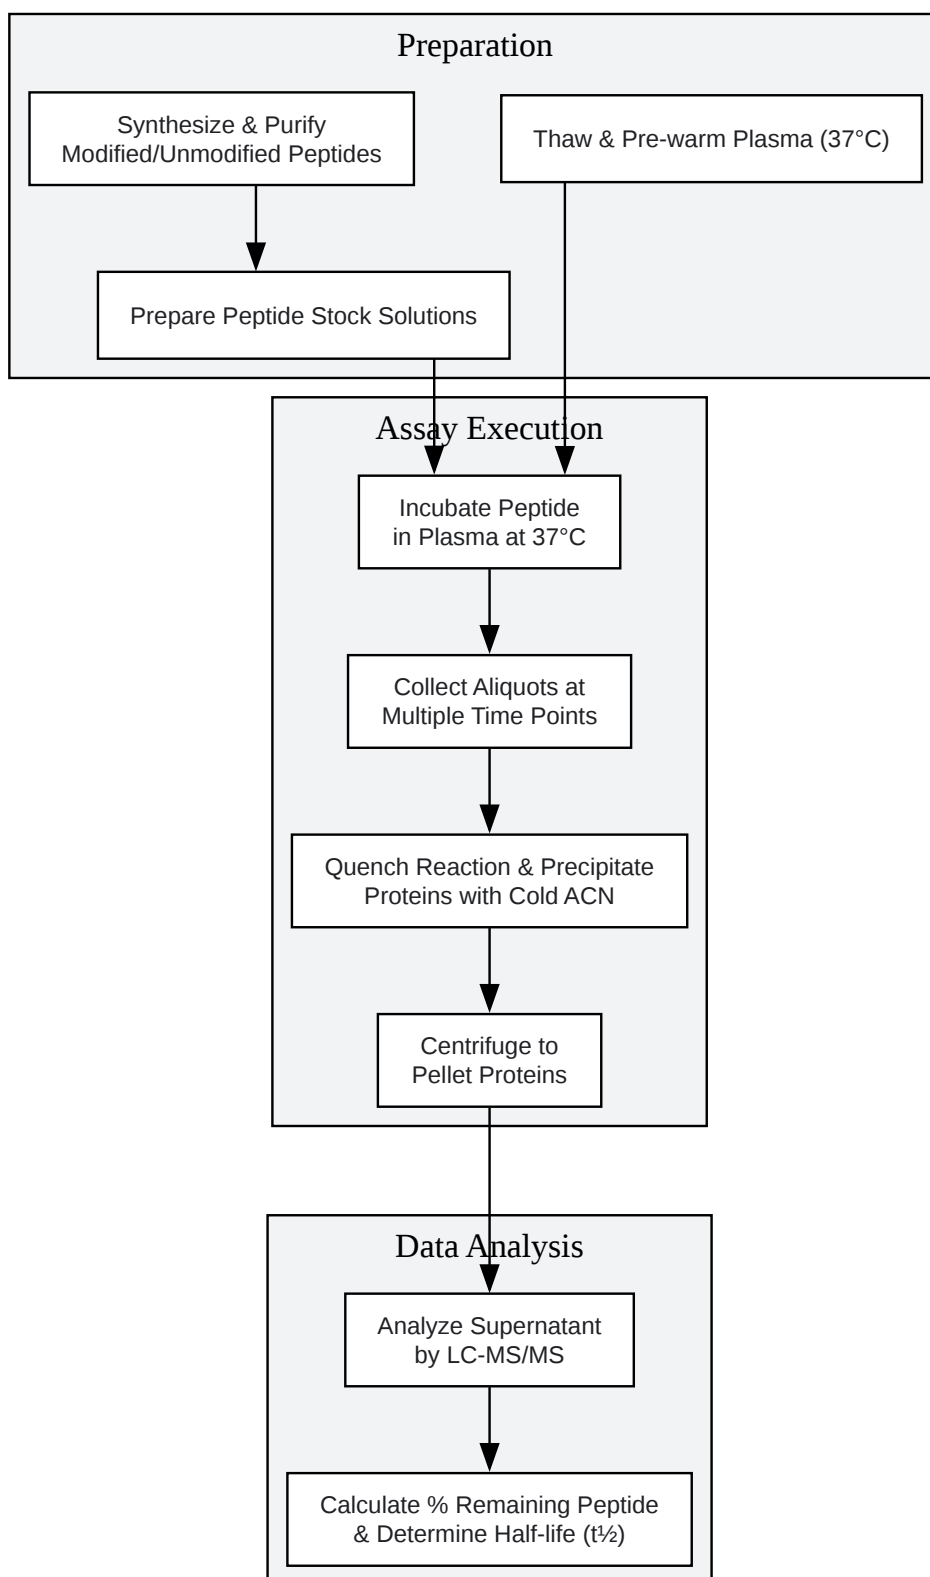 Preparation
Synthesize & Purify
Modified/Unmodified Peptides
Thaw & Pre-warm Plasma (37°C)
Prepare Peptide Stock Solutions
Assay Execution
Incubate Peptide
in Plasma at 37°C
Collect Aliquots at
Multiple Time Points
Quench Reaction & Precipitate
Proteins with Cold ACN
Centrifuge to
Pellet Proteins
Data Analysis
Analyze Supernatant
by LC-MS/MS
Calculate % Remaining Peptide
& Determine Half-life (t½)